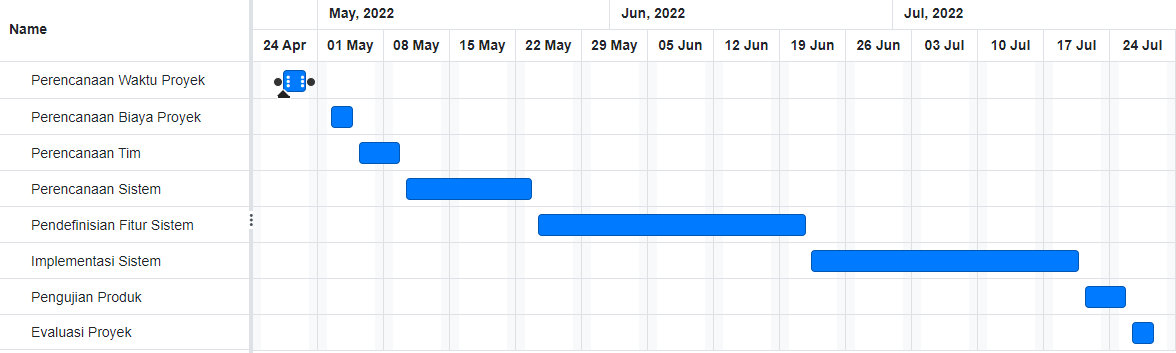 Name
May, 2022 Jun, 2022 Jul, 2022
24 Apr 01 May 08 May 15 May 22 May 29 May 05 Jun 12 Jun 19 Jun 26 Jun 03 Jul 10 Jul 17 Jul 24 Jul
Perencanaan Waktu Proyek
Perencanaan Biaya Proyek
Perencanaan Tim
Perencanaan Sistem
Pendefinisian Fitur Sistem
Implementasi Sistem
Pengujian Produk
Evaluasi Proyek